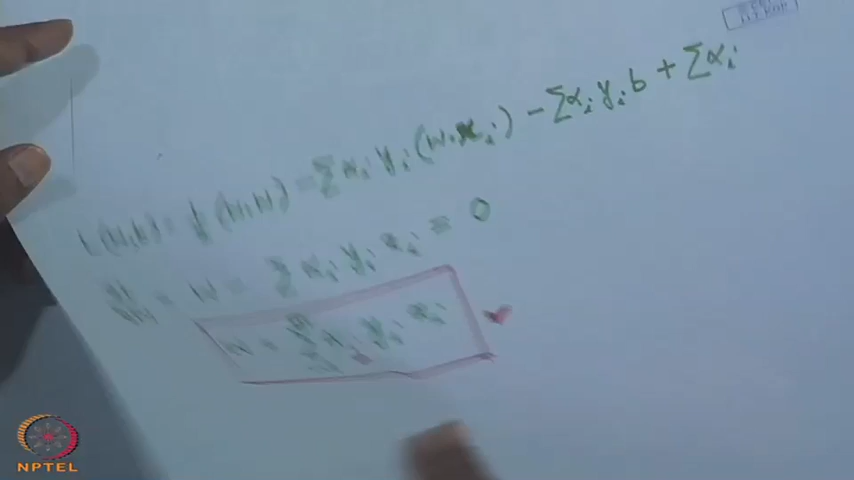 L(w,b) = ½ (w.w) - Σ αᵢ yᵢ (w.xᵢ) - Σ αᵢ yᵢ b + Σ αᵢ
= w - Σ αᵢ yᵢ xᵢ = 0
w = Σ αᵢ yᵢ xᵢ
NPTEL